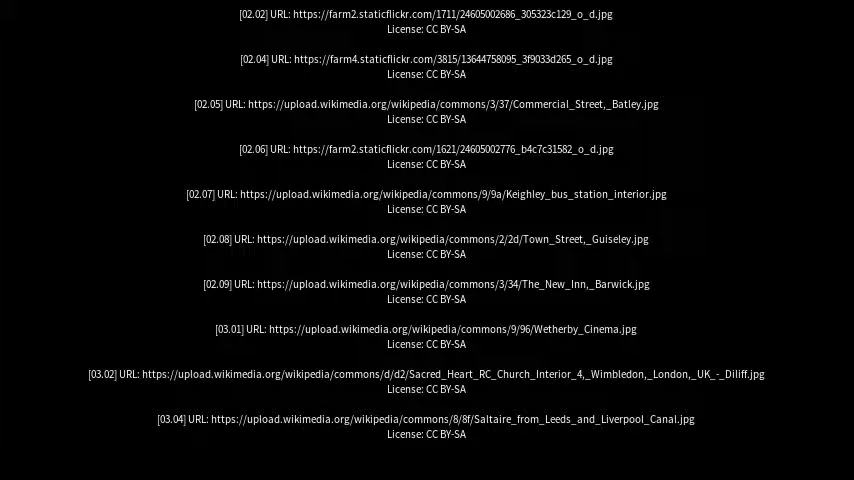 [02.02] URL: https://farm2.staticflickr.com/1711/24605002686_305323c129_o_d.jpg
License: CC BY-SA
[02.04] URL: https://farm4.staticflickr.com/3815/13644758095_3f9033d265_o_d.jpg
License: CC BY-SA
[02.05] URL: https://upload.wikimedia.org/wikipedia/commons/3/37/Commercial_Street,_Batley.jpg
License: CC BY-SA
[02.06] URL: https://farm2.staticflickr.com/1621/24605002776_b4c7c31582_o_d.jpg
License: CC BY-SA
[02.07] URL: https://upload.wikimedia.org/wikipedia/commons/9/9a/Keighley_bus_station_interior.jpg
License: CC BY-SA
[02.08] URL: https://upload.wikimedia.org/wikipedia/commons/2/2d/Town_Street,_Guiseley.jpg
License: CC BY-SA
[02.09] URL: https://upload.wikimedia.org/wikipedia/commons/3/34/The_New_Inn,_Barwick.jpg
License: CC BY-SA
[03.01] URL: https://upload.wikimedia.org/wikipedia/commons/9/96/Wetherby_Cinema.jpg
License: CC BY-SA
[03.02] URL: https://upload.wikimedia.org/wikipedia/commons/d/d2/Sacred_Heart_RC_Church_Interior_4,_Wimbledon,_London,_UK_-_Diliff.jpg
License: CC BY-SA
[03.04] URL: https://upload.wikimedia.org/wikipedia/commons/8/8f/Saltaire_from_Leeds_and_Liverpool_Canal.jpg
License: CC BY-SA